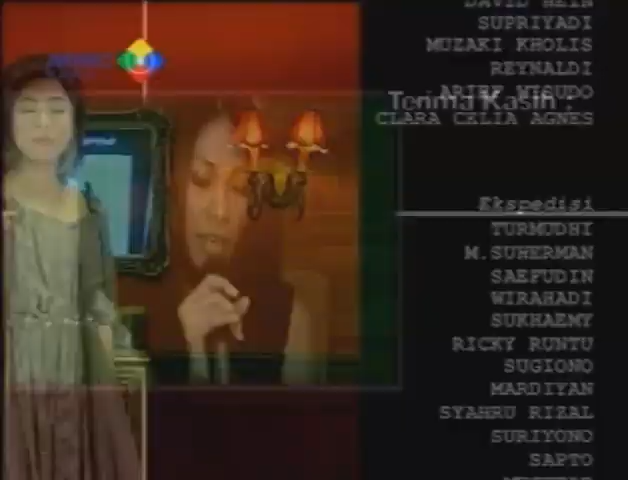 SUPRIYADI
MUZAKI KHOLIS
REYNALDI
Terima Kasih :
CLARA CELIA AGNES
Ekspedisi
TURMUDHI
M.SUHERMAN
SAEFUDIN
WIRAHADI
SUKHAEMY
RICKY RUNTU
SUGIONO
MARDIYAN
SYAHRU RIZAL
SURIYONO
SAPTO